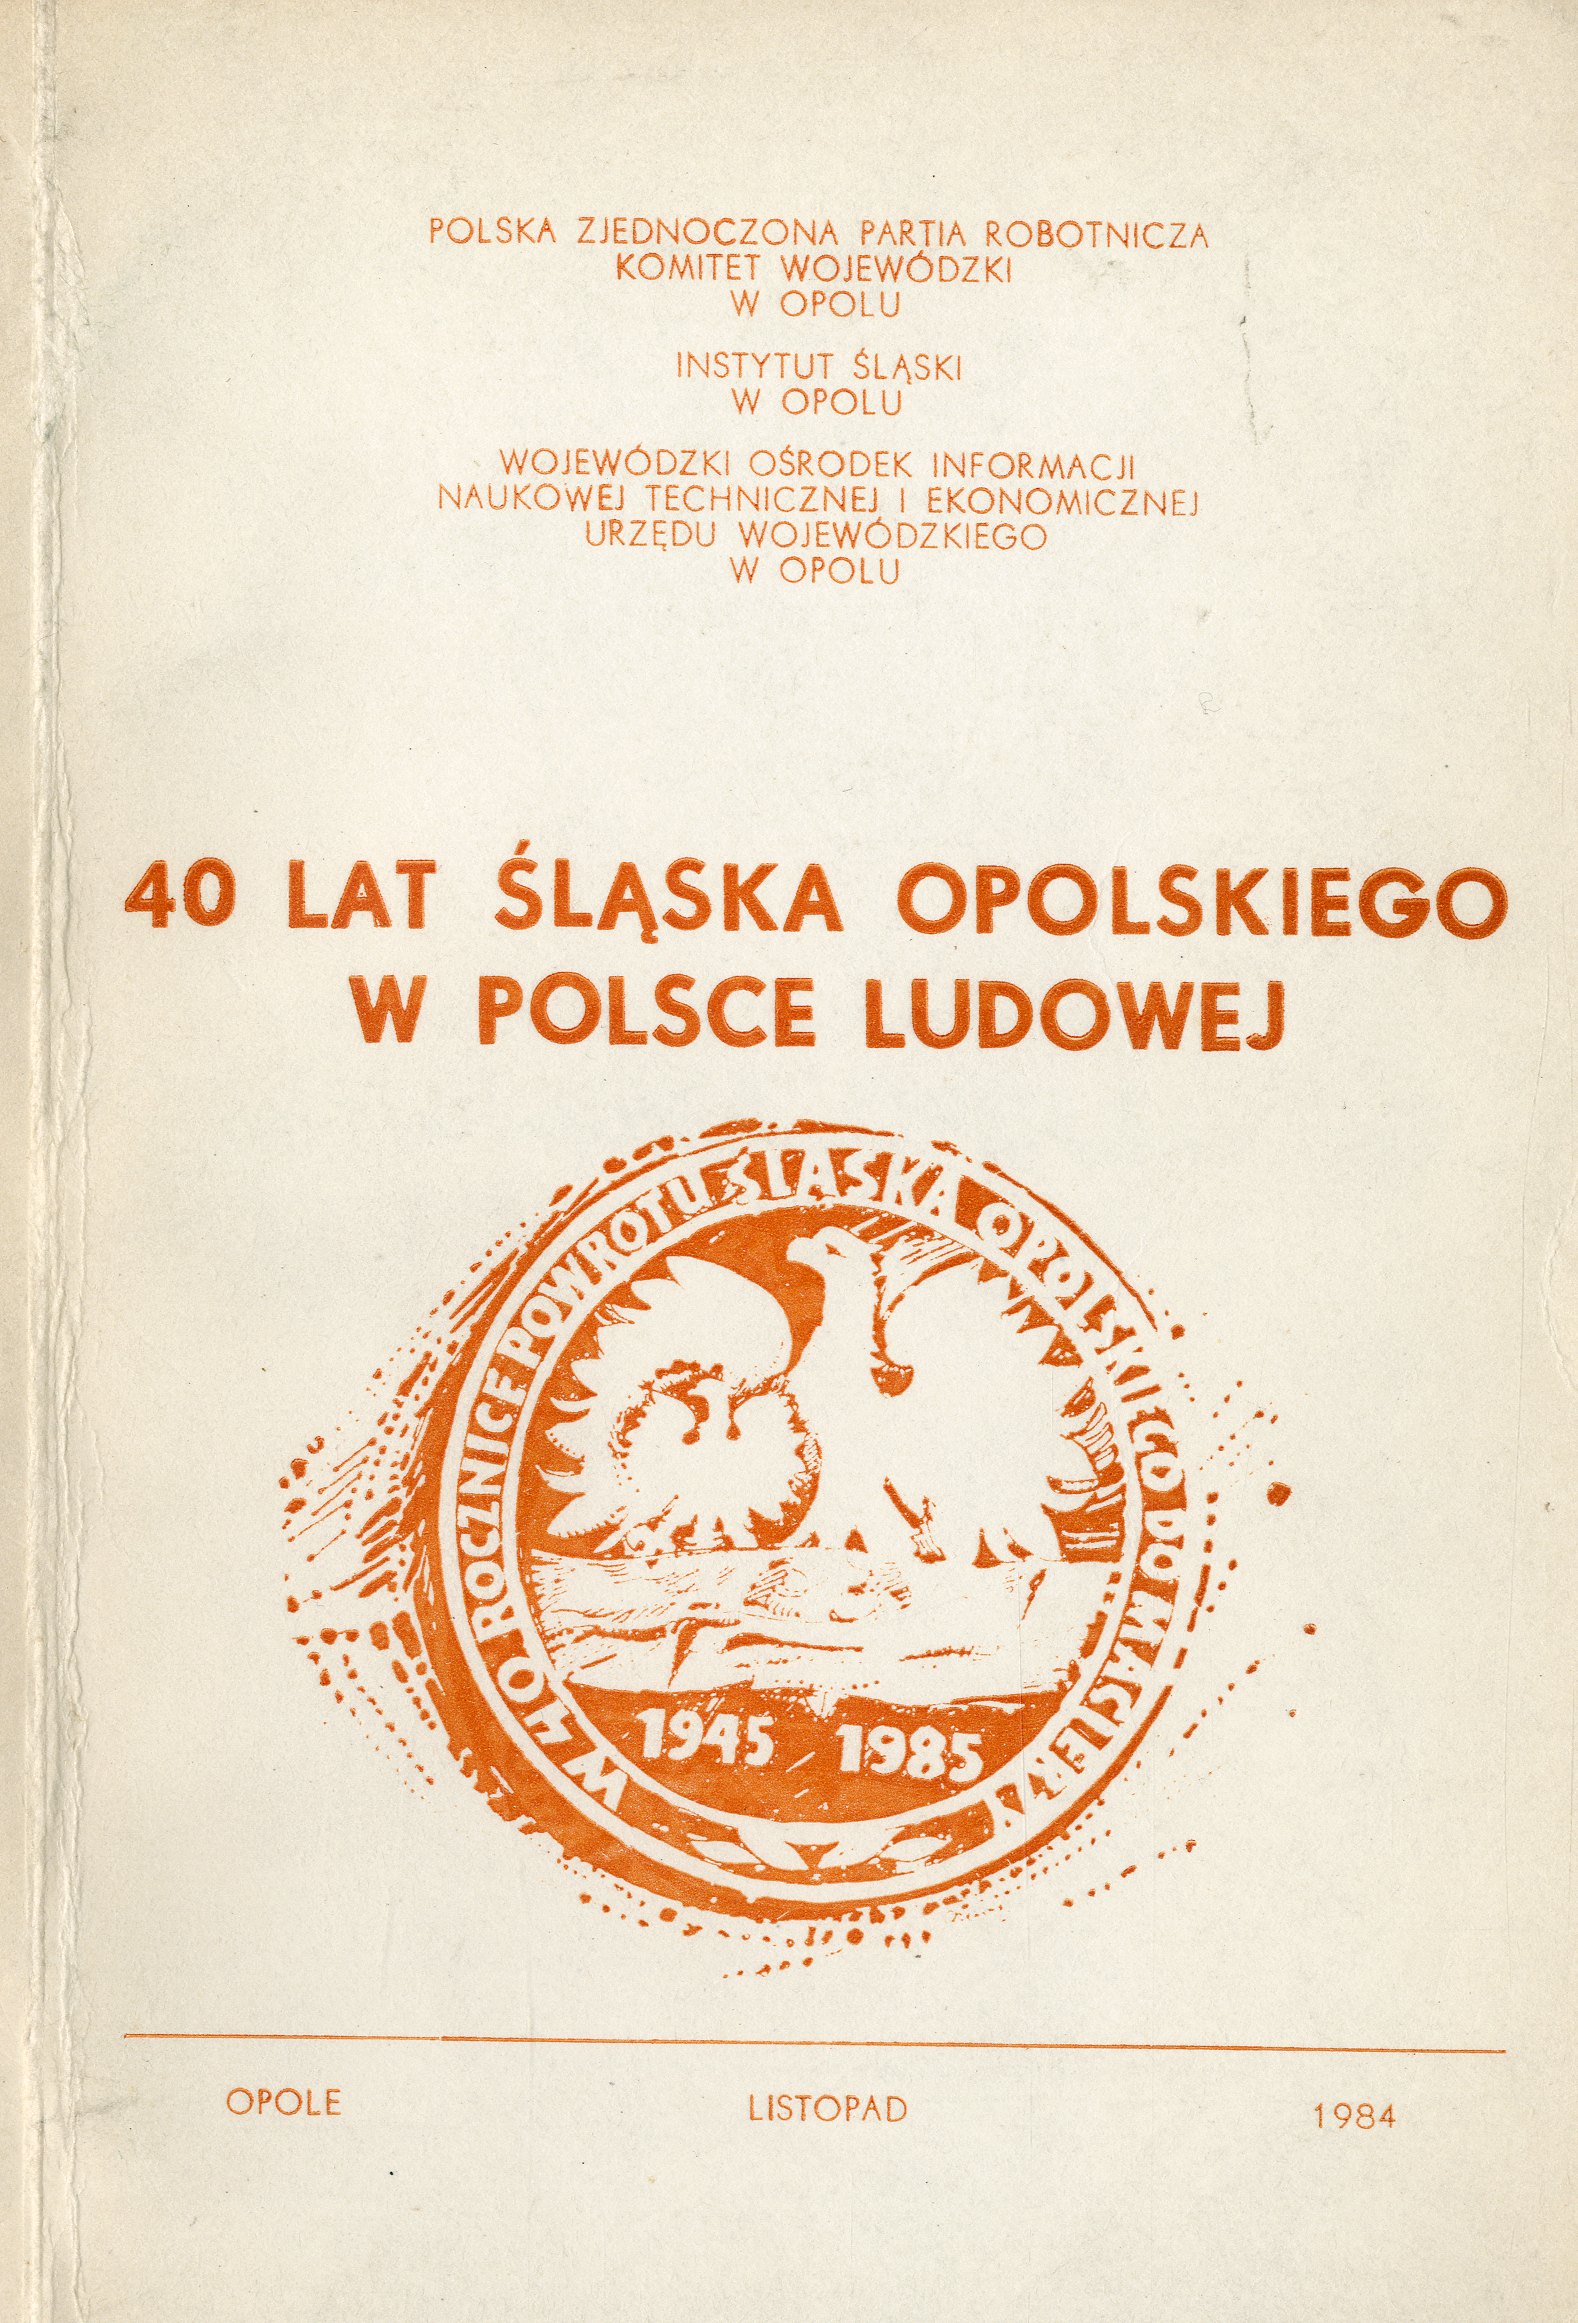 POLSKA ZJEDNOCZONA PARTIA ROBOTNICZA
KOMITET WOJEWÓDZKI
W OPOLU
INSTYTUT ŚLĄSKI
W OPOLU
WOJEWÓDZKI OŚRODEK INFORMACJI
NAUKOWEJ TECHNICZNEJ I EKONOMICZNEJ
URZĘDU WOJEWÓDZKIEGO
W OPOLU
40 LAT ŚLĄSKA OPOLSKIEGO
W POLSCE LUDOWEJ
W 40 ROCZNICĘ POWROTU ŚLĄSKA OPOLSKIEGO DO MACIERZY
1945 1985
OPOLE LISTOPAD 1984